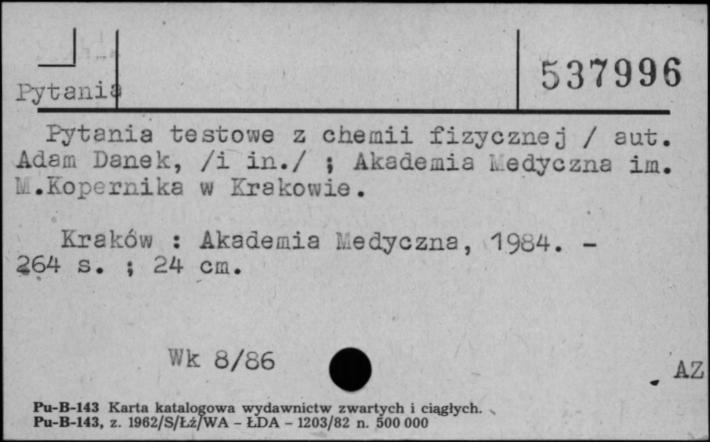 537996
Pytania
Pytania testowe z chemii fizycznej / aut.
Adam Danek, /i in./ ; Akademia Medyczna im.
M.Kopernika w Krakowie.
Kraków : Akademia Medyczna, 1984. -
264 s. ; 24 cm.
Wk 8/86
AZ
Pu-B-143 Karta katalogowa wydawnictw zwartych i ciągłych.
Pu-B-143, z. 1962/S/Łż/WA - ŁDA - 1203/82 n. 500 000